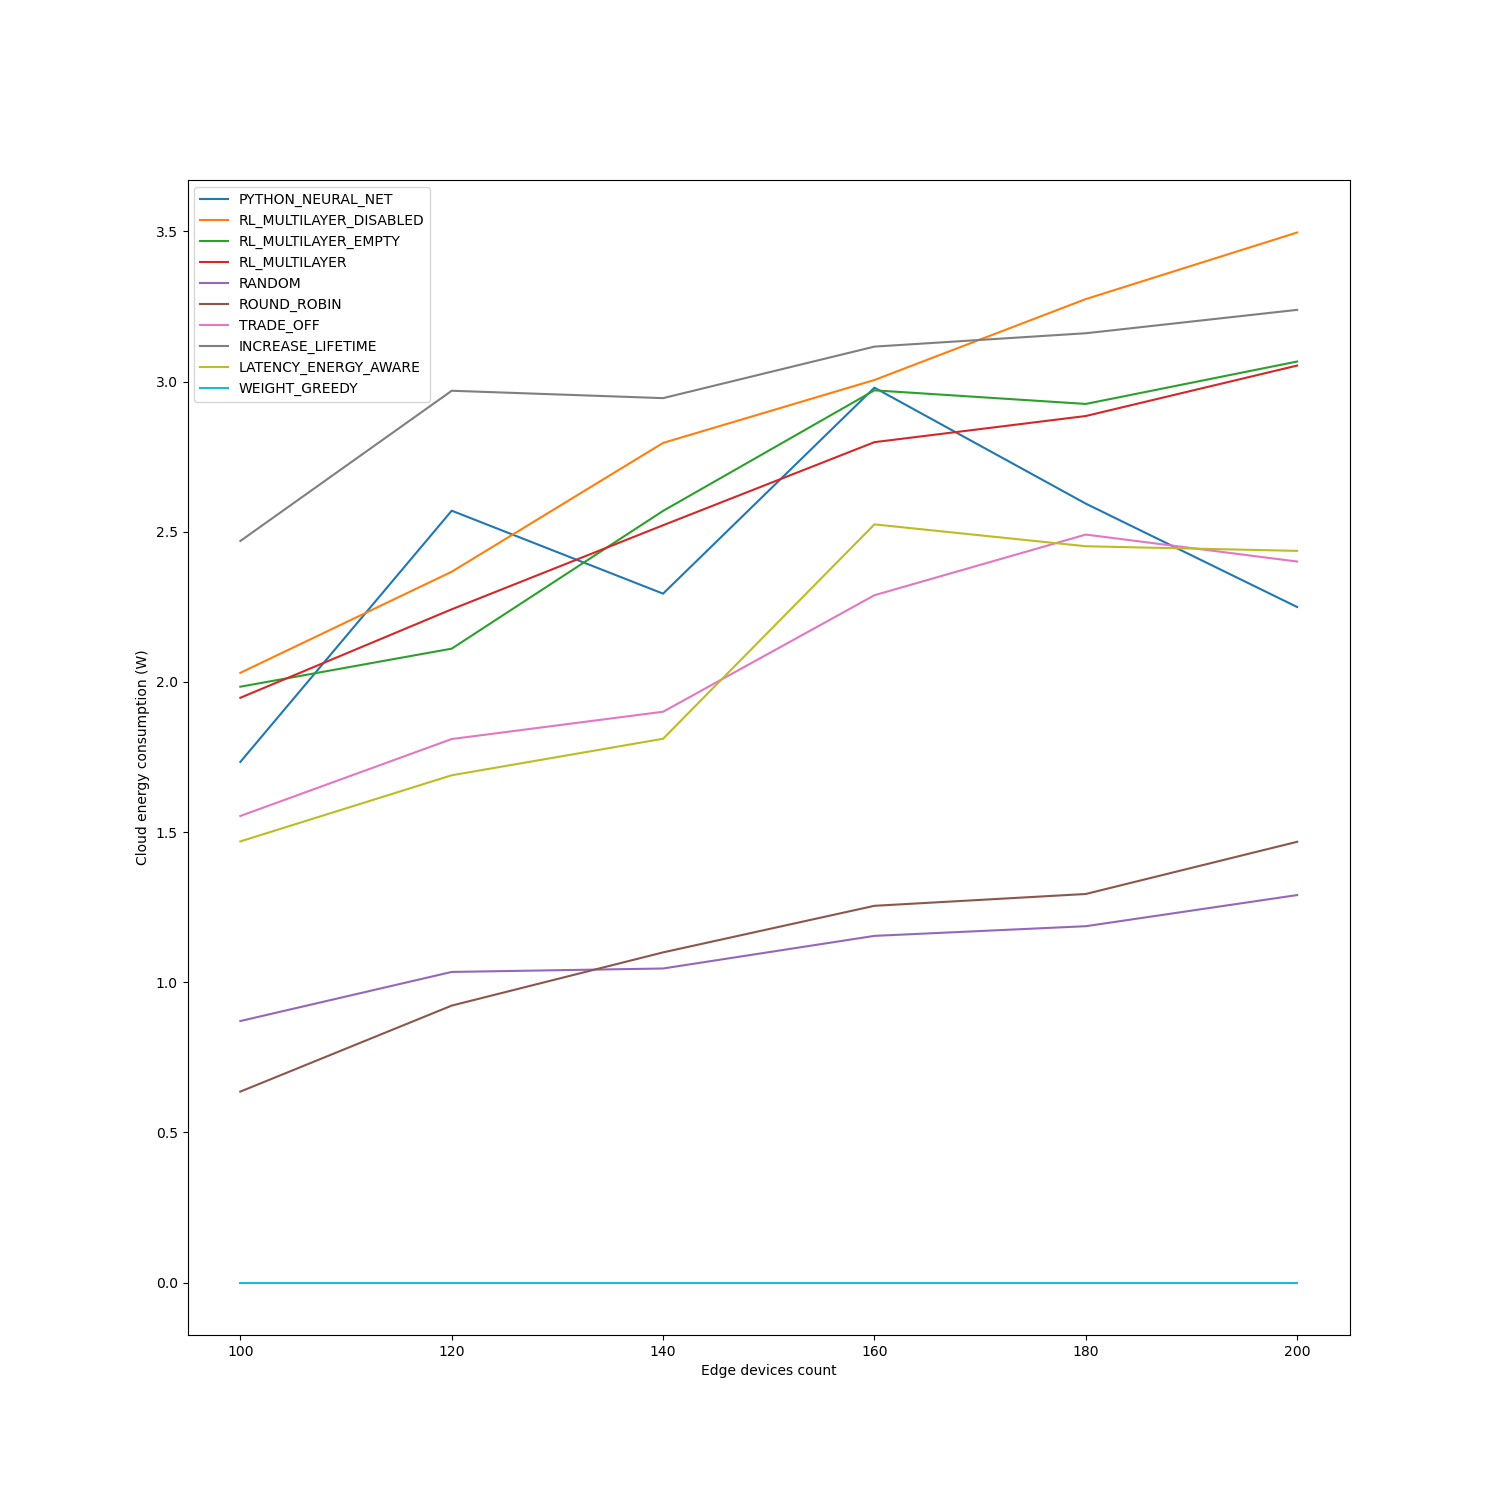 PYTHON_NEURAL_NET
RL_MULTILAYER_DISABLED
RL_MULTILAYER_EMPTY
RL_MULTILAYER
RANDOM
ROUND_ROBIN
TRADE_OFF
INCREASE_LIFETIME
LATENCY_ENERGY_AWARE
WEIGHT_GREEDY
3.5
3.0
2.5
2.0
1.5
1.0
0.5
0.0
Cloud energy consumption (W)
100 120 140 160 180 200
Edge devices count